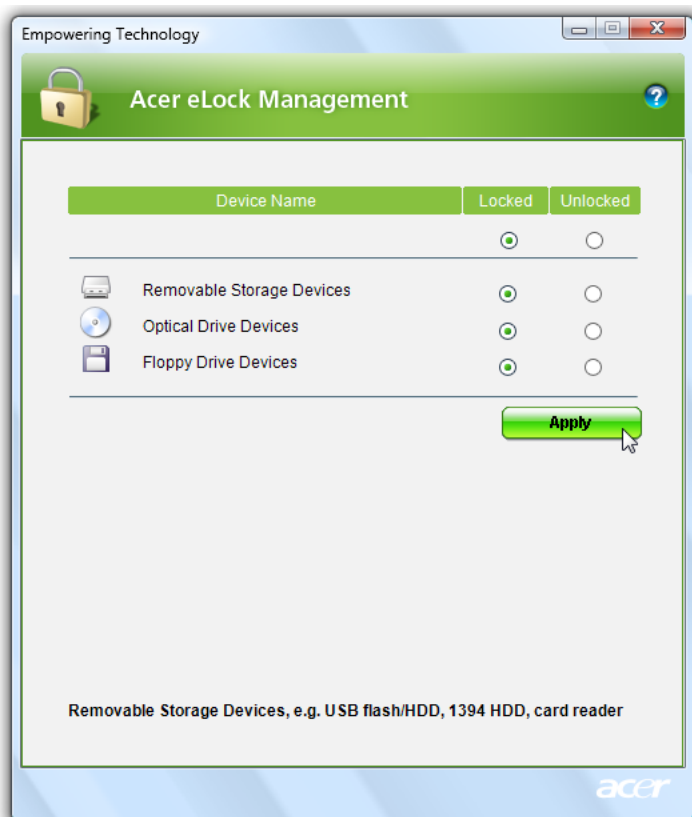 Empowering Technology
Acer eLock Management
Device Name Locked Unlocked
Removable Storage Devices
Optical Drive Devices
Floppy Drive Devices
Apply
Removable Storage Devices, e.g. USB flash/HDD, 1394 HDD, card reader
acer